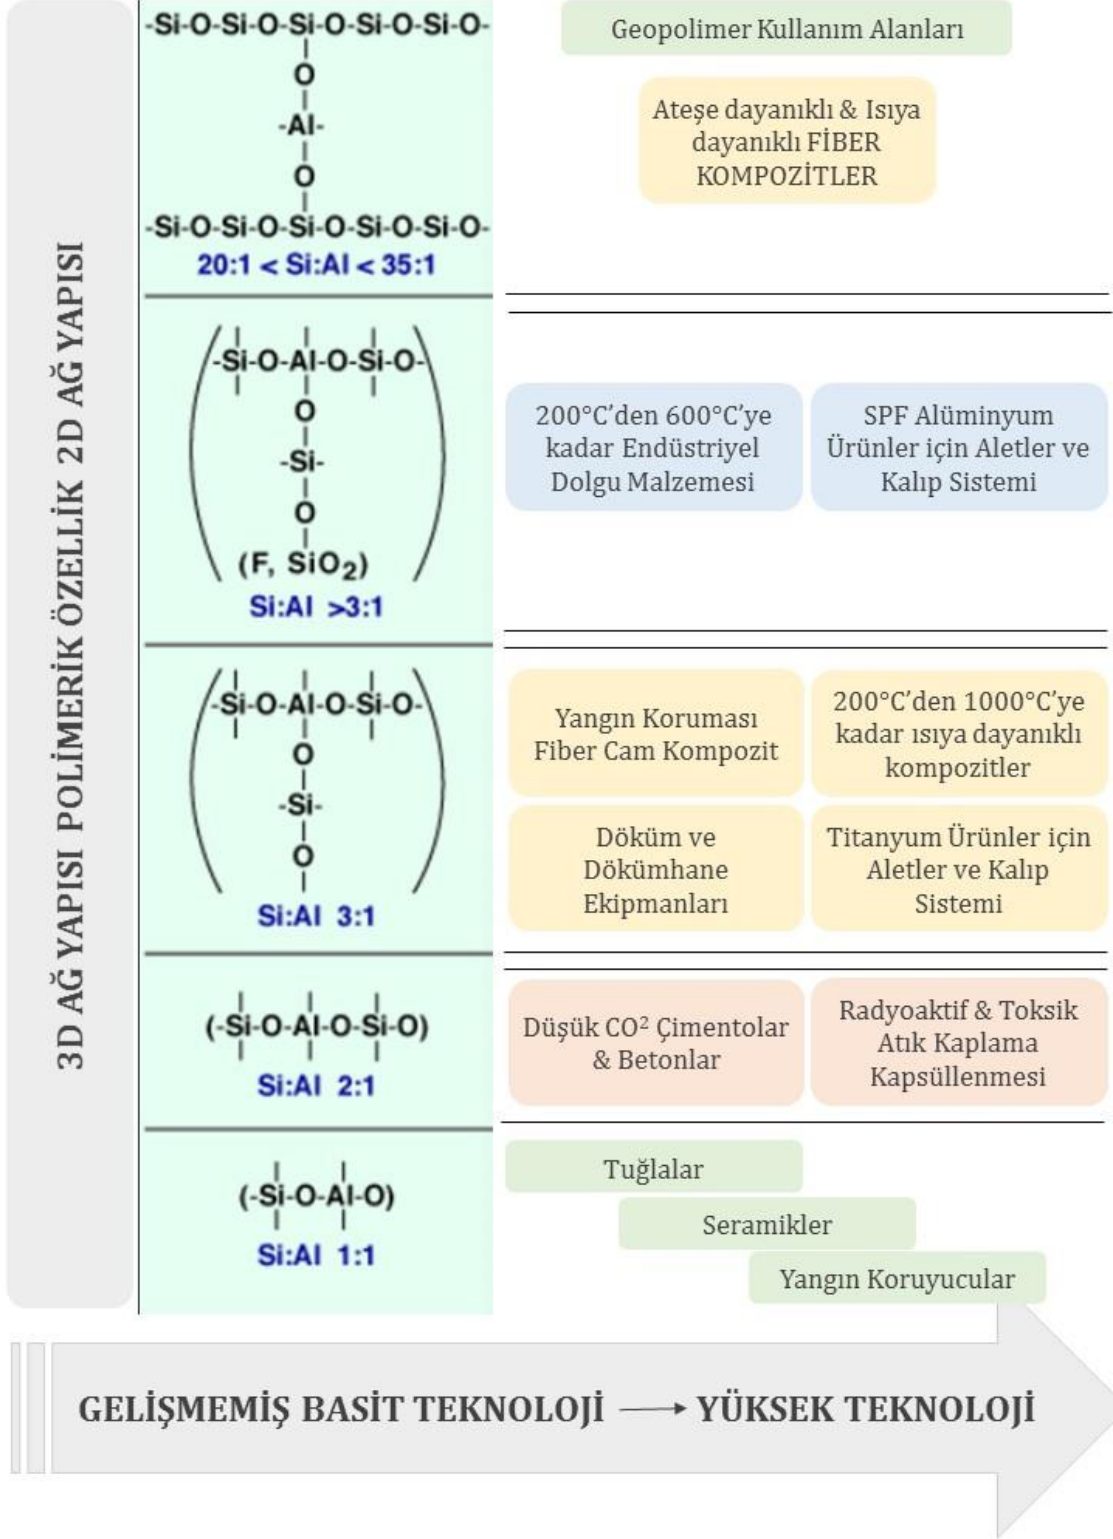 3D AĞ YAPISI POLİMERİK ÖZELLİK 2D AĞ YAPISI
-Si-O-Si-O-Si-O-Si-O-Si-O-
O
-Al-
O
-Si-O-Si-O-Si-O-Si-O-Si-O-
20:1 < Si:Al < 35:1
Geopolimer Kullanım Alanları
Ateşe dayanıklı & Isıya
dayanıklı FİBER
KOMPOZİTLER
-Si-O-Al-O-Si-O-
O
-Si-
O
(F, SiO₂)
Si:Al >3:1
200°C’den 600°C’ye
kadar Endüstriyel
Dolgu Malzemesi
SPF Alüminyum
Ürünler için Aletler ve
Kalıp Sistemi
-Si-O-Al-O-Si-O-
O
-Si-
O
Si:Al 3:1
Yangın Koruması
Fiber Cam Kompozit
200°C’den 1000°C’ye
kadar ısıya dayanıklı
kompozitler
Döküm ve
Dökümhane
Ekipmanları
Titanyum Ürünler için
Aletler ve Kalıp
Sistemi
(-Si-O-Al-O-Si-O)
Si:Al 2:1
Düşük CO² Çimentolar
& Betonlar
Radyoaktif & Toksik
Atık Kaplama
Kapsüllenmesi
(-Si-O-Al-O)
Si:Al 1:1
Tuğlalar
Seramikler
Yangın Koruyucular
GELİŞMEMİŞ BASİT TEKNOLOJİ → YÜKSEK TEKNOLOJİ